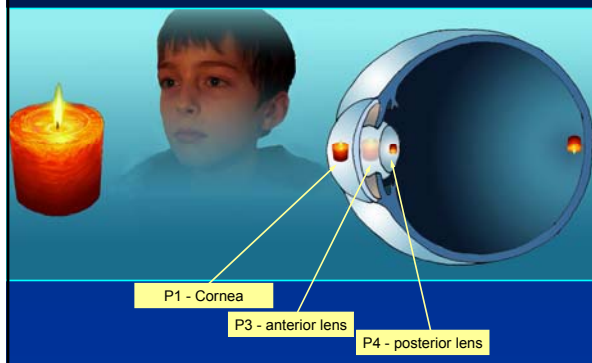 P1 - Cornea
P3 - anterior lens
P4 - posterior lens